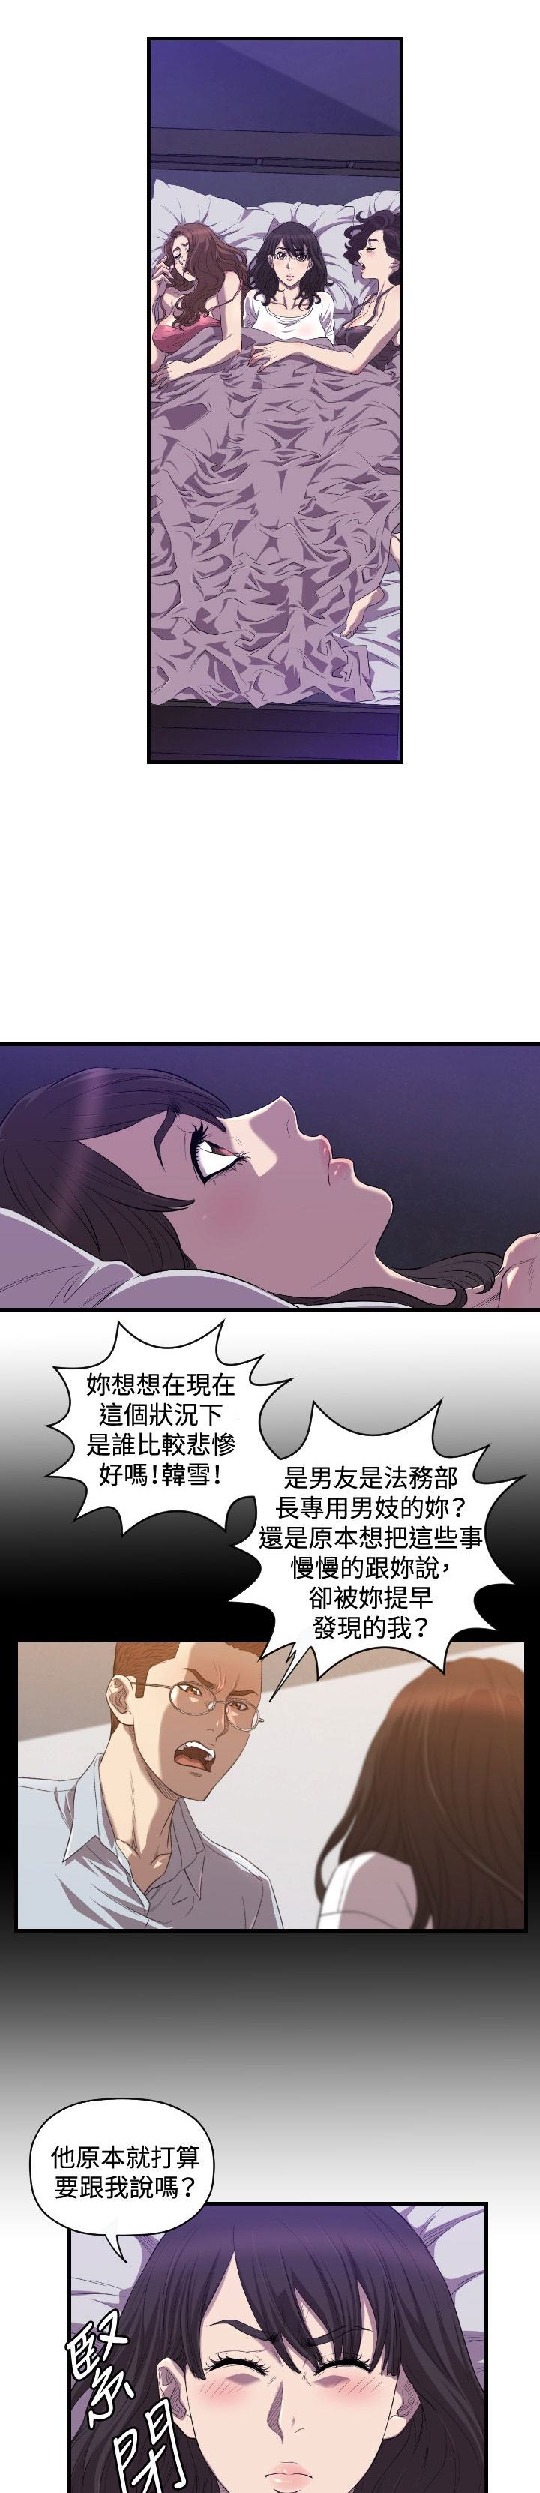 妳想想在現在
這個狀況下
是誰比較悲慘
好嗎！韓雪！
是男友是法務部
長專用男妓的妳？
還是原本想把這些事
慢慢的跟妳說，
卻被妳提早
發現的我？
他原本就打算
要跟我說嗎？
緊
閉